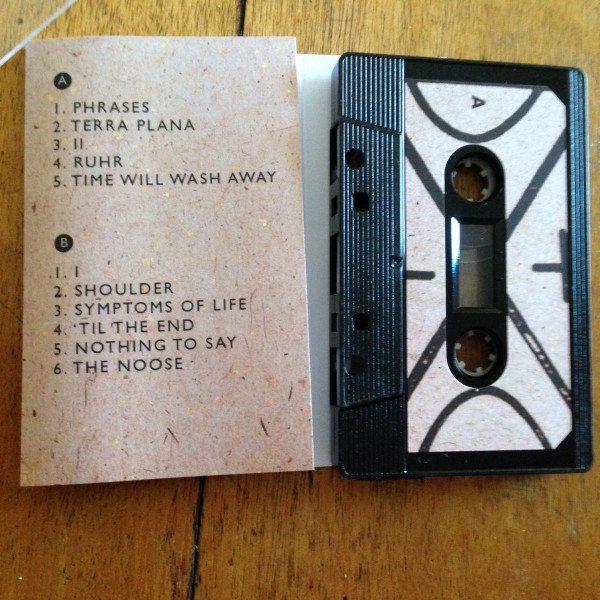 A
1. PHRASES
2. TERRA PLANA
3. II
4. RUHR
5. TIME WILL WASH AWAY
B
1. I
2. SHOULDER
3. SYMPTOMS OF LIFE
4. 'TIL THE END
5. NOTHING TO SAY
6. THE NOOSE
A